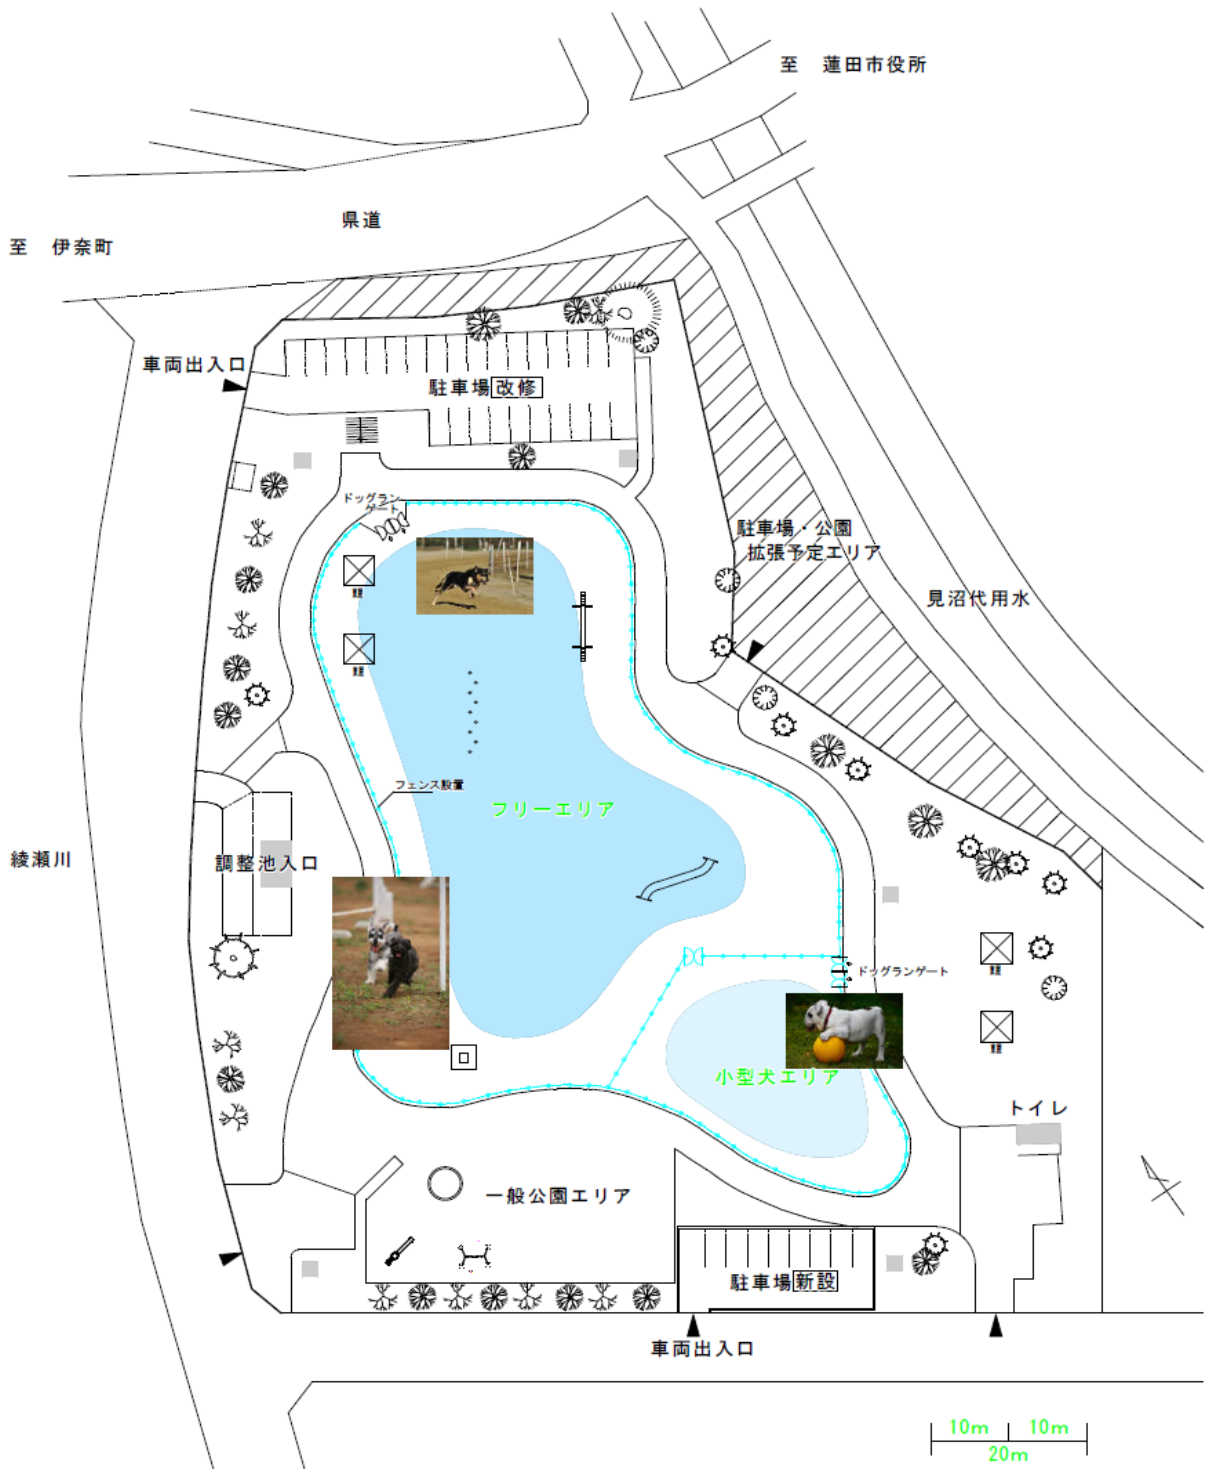 至 蓮田市役所
県道
至 伊奈町
車両出入口
駐車場改修
ドッグラン
ゲート
駐車場・公園
拡張予定エリア
見沼代用水
フェンス設置
フリーエリア
綾瀬川
調整池入口
ドッグランゲート
小型犬エリア
トイレ
一般公園エリア
駐車場新設
車両出入口
10m 10m
20m